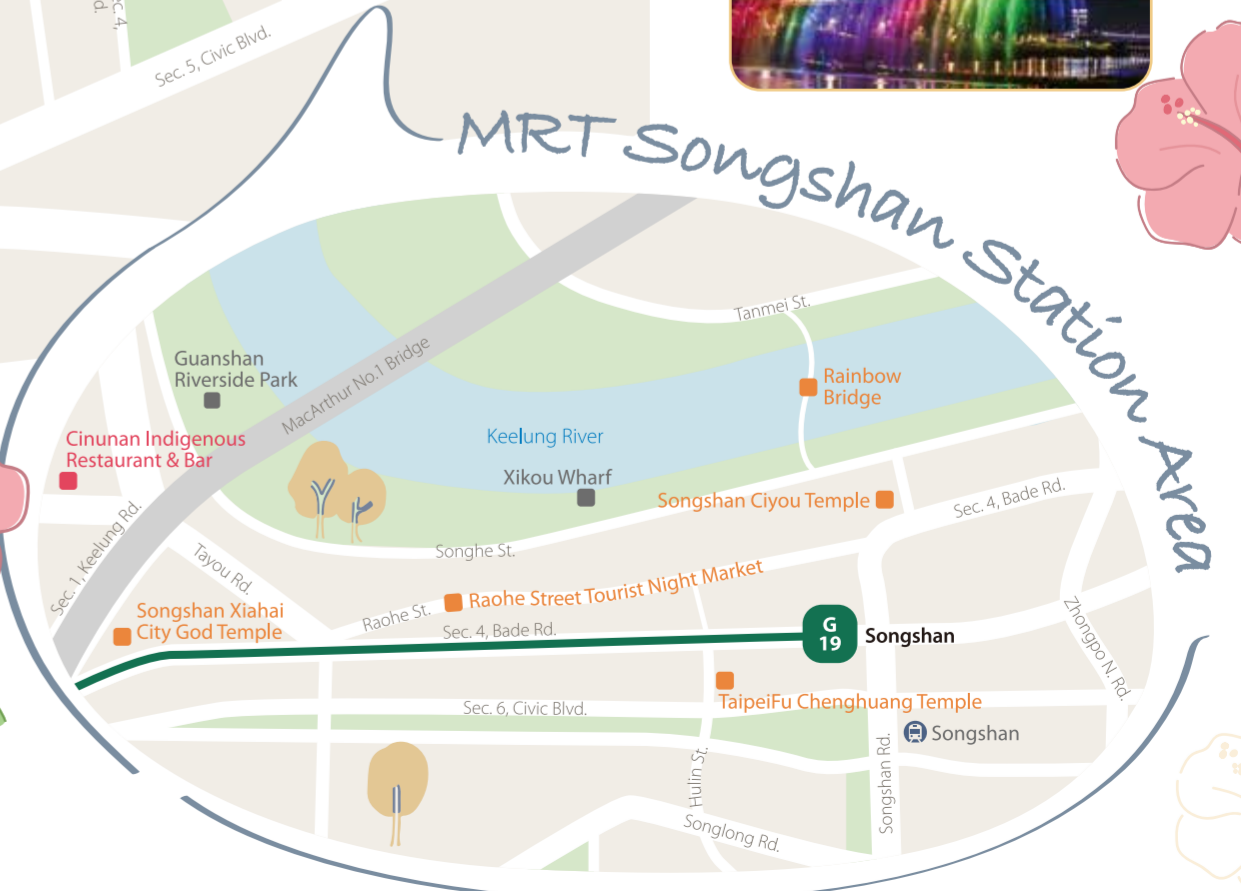 Sec. 5, Civic Blvd.
MRT Songshan Station Area
Tanmei St.
Guanshan
Riverside Park
MacArthur No.1 Bridge
Rainbow
Bridge
Cinunan Indigenous
Restaurant & Bar
Keelung River
Xikou Wharf
Songshan Ciyou Temple
Sec. 4, Bade Rd.
Sec. 1, Keelung Rd.
Tayou Rd.
Songhe St.
Raohe St.
Raohe Street Tourist Night Market
Songshan Xiahai
City God Temple
Sec. 4, Bade Rd.
G
19
Songshan
Zhongpo N. Rd.
TaipeiFu Chenghuang Temple
Sec. 6, Civic Blvd.
Songshan
Hulin St.
Songshan Rd.
Songlong Rd.